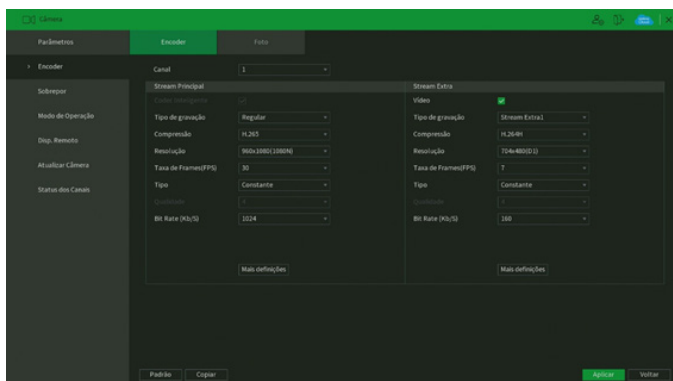 Câmera
Parâmetros
Encoder
Foto
Encoder
Canal
1
Sobrepor
Stream Principal
Stream Extra
Codec Inteligente
Vídeo
Modo de Operação
Tipo de gravação
Regular
Tipo de gravação
Stream Extra1
Disp. Remoto
Compressão
H.265
Compressão
H.264H
Resolução
960x1080(1080N)
Resolução
704x480(D1)
Atualizar Câmera
Taxa de Frames(FPS)
30
Taxa de Frames(FPS)
7
Status dos Canais
Tipo
Constante
Tipo
Constante
Qualidade
Qualidade
Bit Rate (Kb/S)
1024
Bit Rate (Kb/S)
160
Mais definições
Mais definições
Padrão
Copiar
Aplicar
Voltar